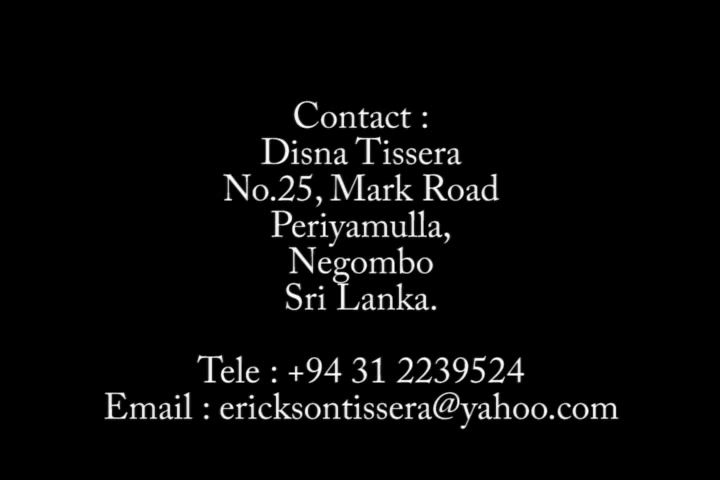 Contact :
Disna Tissera
No.25, Mark Road
Periyamulla,
Negombo
Sri Lanka.
Tele : +94 31 2239524
Email : ericksontissera@yahoo.com